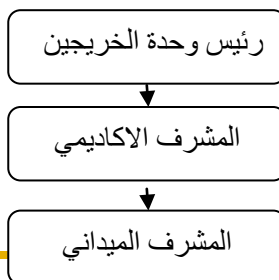 رئيس وحدة الخريجين
المشرف الاكاديمي
المشرف الميداني